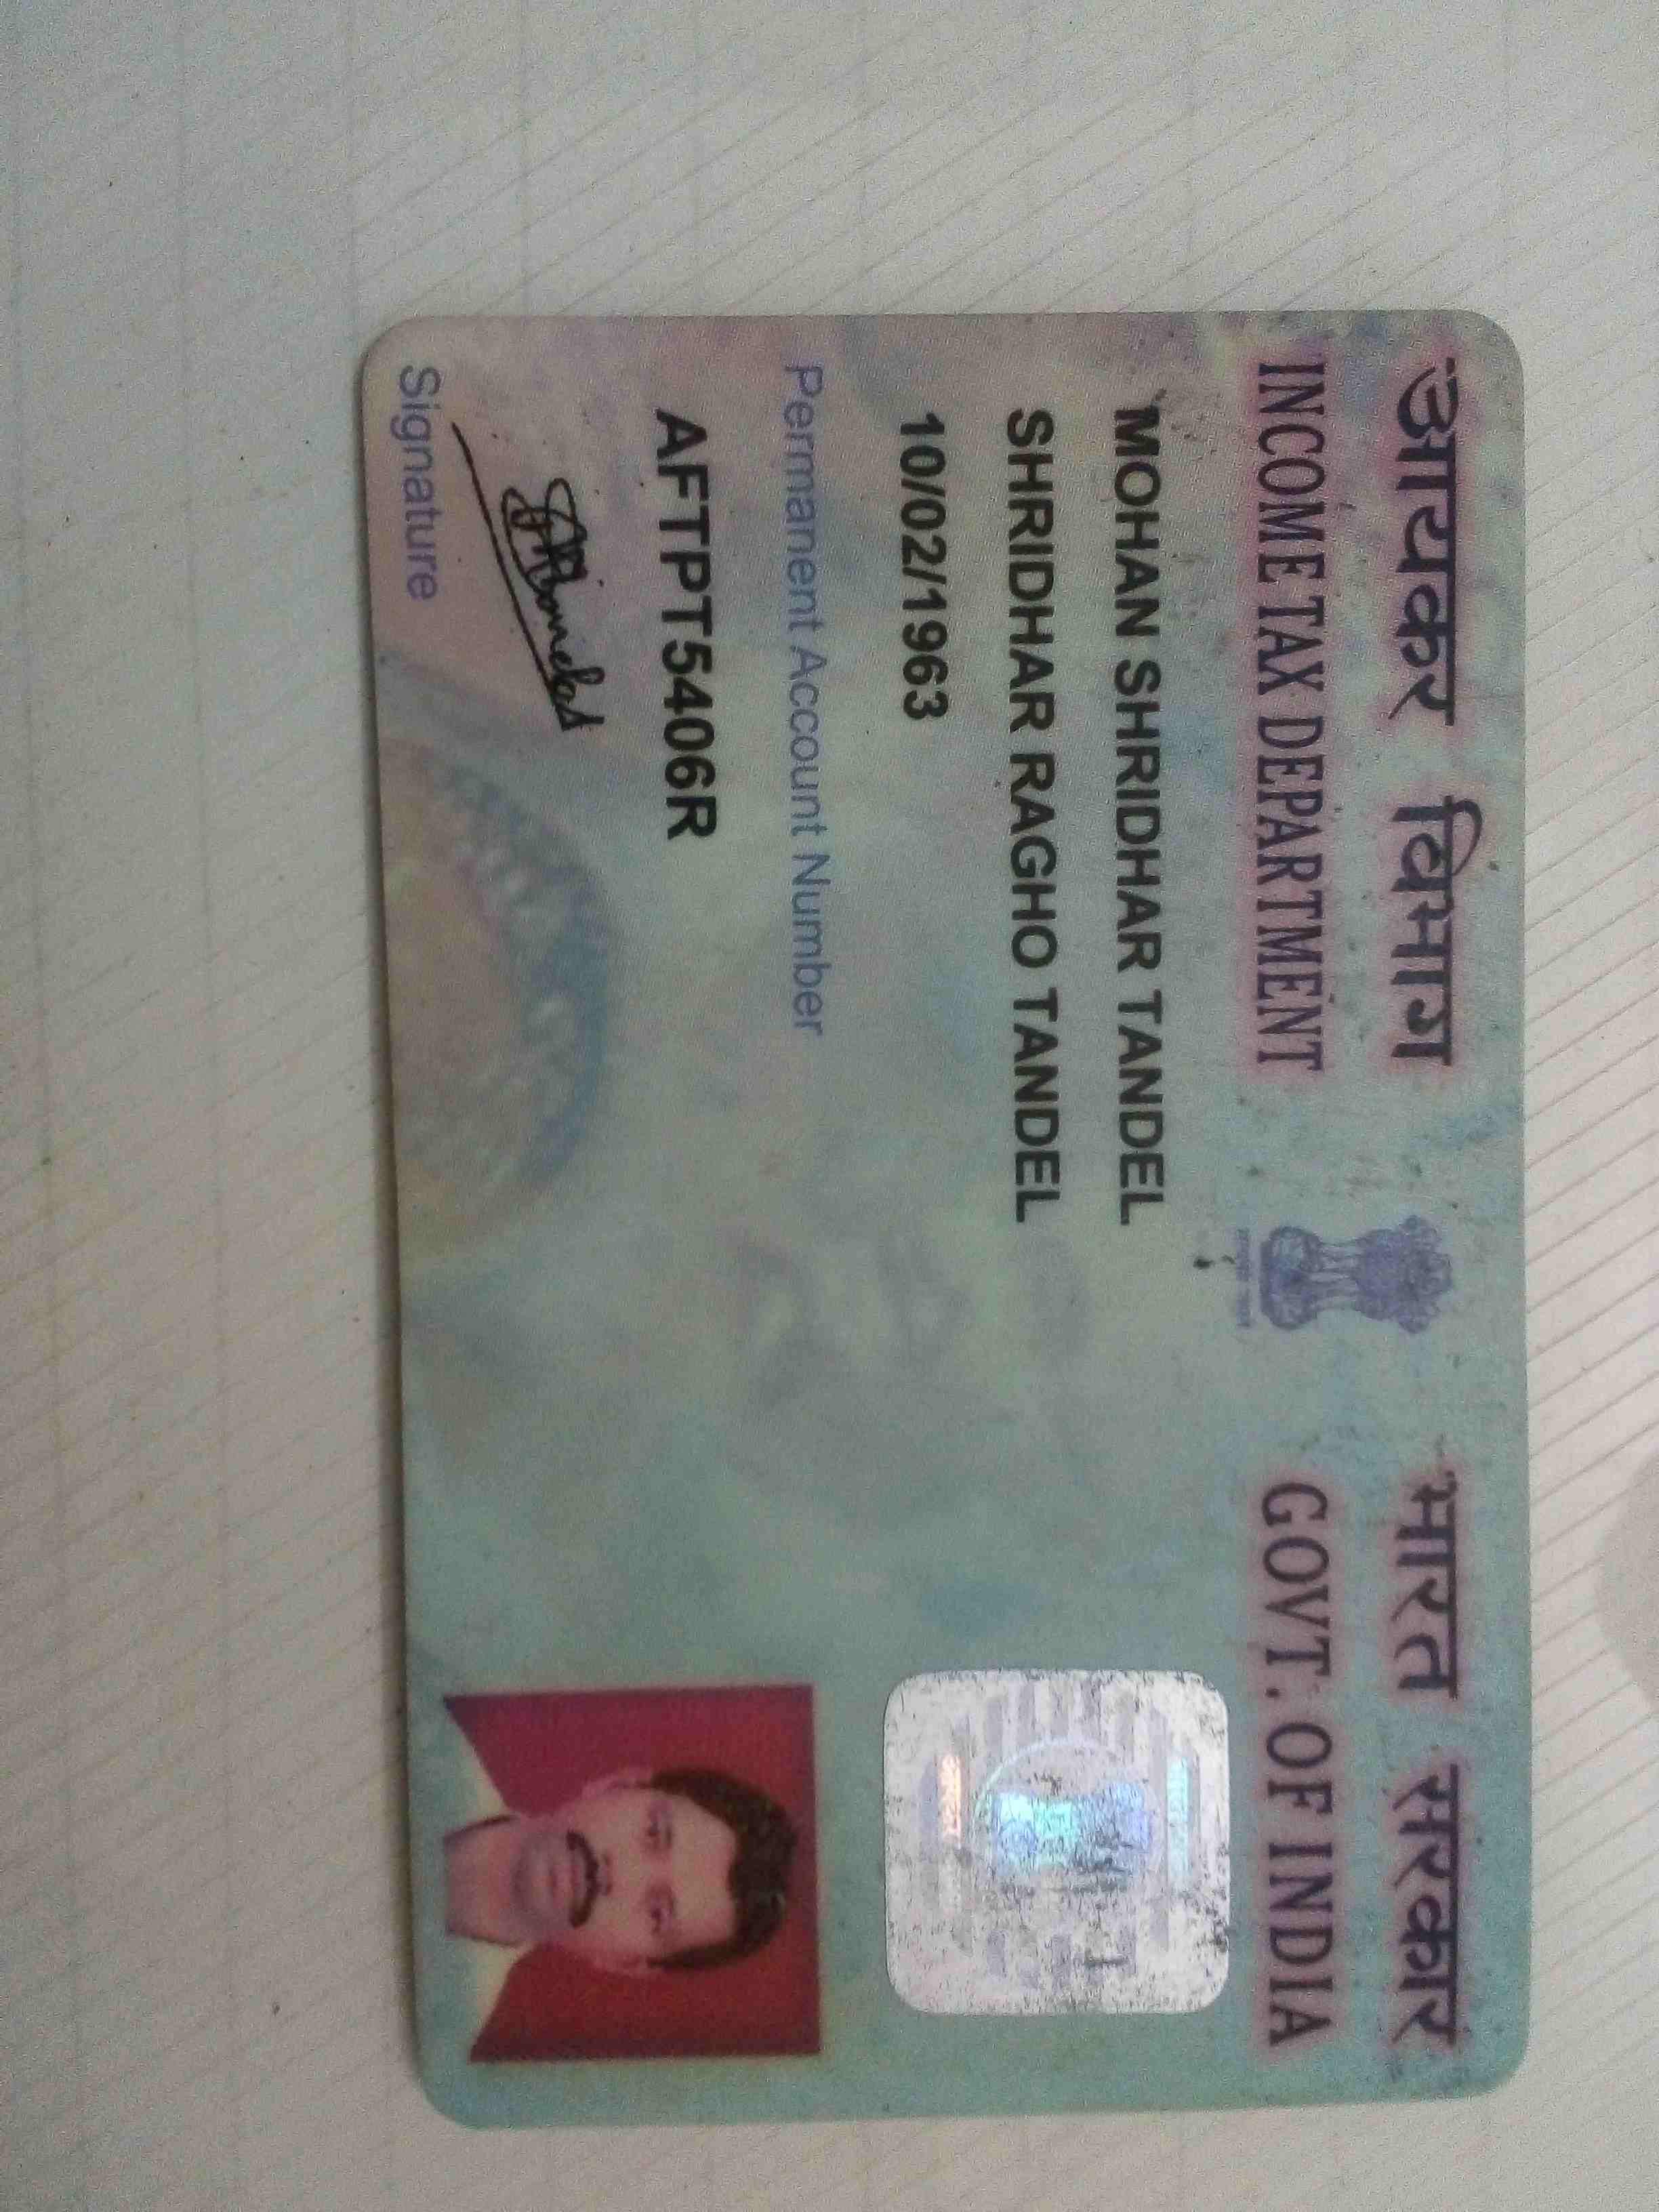 आयकर विभाग
INCOME TAX DEPARTMENT
भारत सरकार
GOVT. OF INDIA
MOHAN SHRIDHAR TANDEL
SHRIDHAR RAGHO TANDEL
10/02/1963
Permanent Account Number
AFTPT5406R
Signature